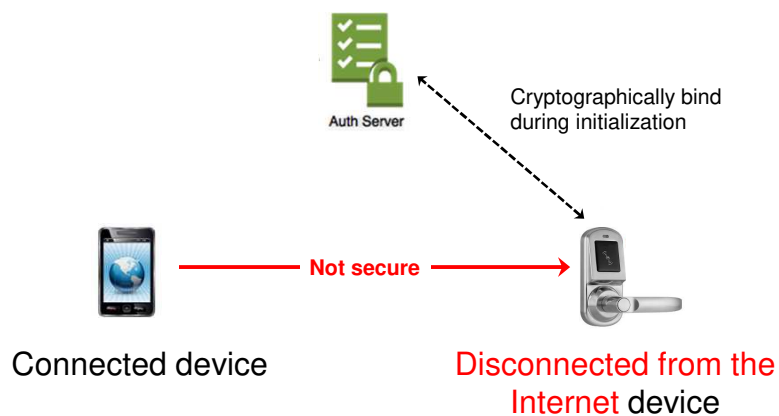 Auth Server
Cryptographically bind
during initialization
Not secure
Connected device
Disconnected from the
Internet device